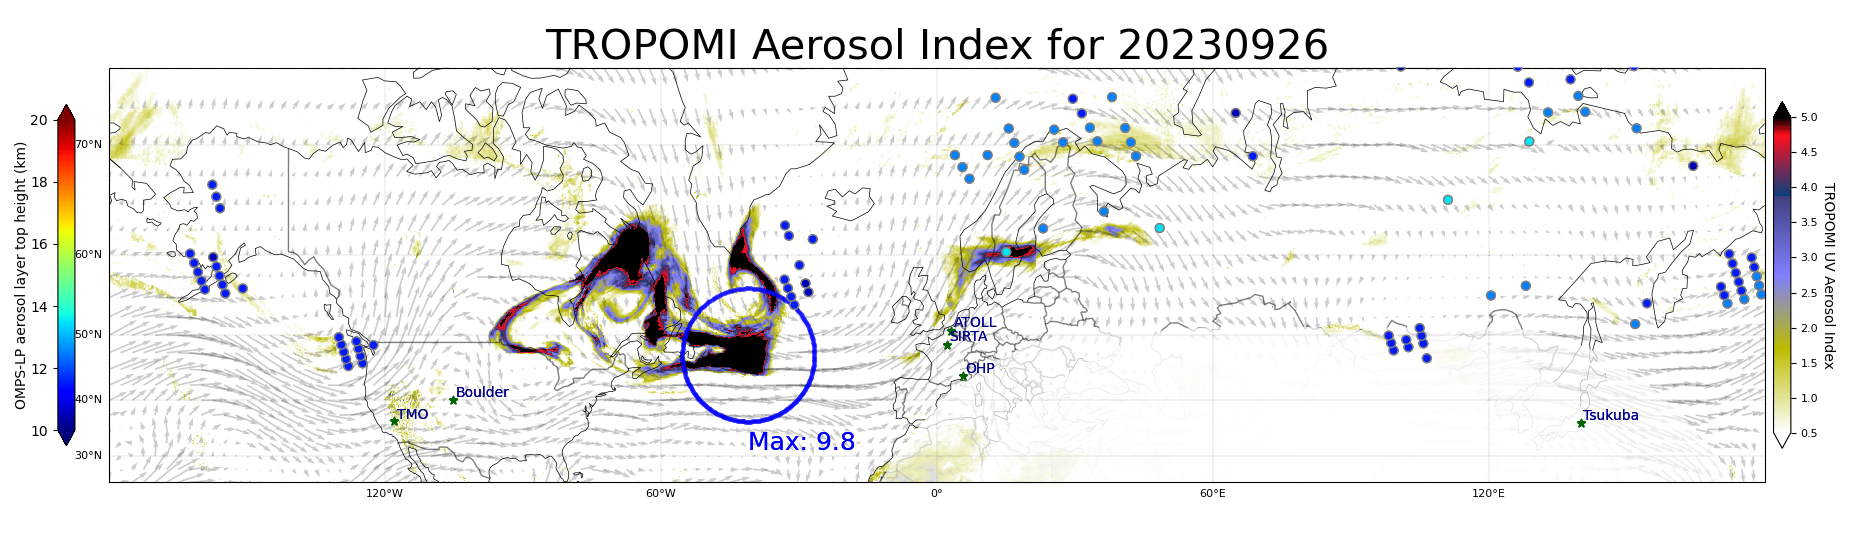 TROPOMI Aerosol Index for 20230926
OMPS-LP aerosol layer top height (km)
20
18
16
14
12
10
70°N
60°N
50°N
40°N
30°N
120°W
60°W
0°
60°E
120°E
ATOLL
SIRTA
OHP
Boulder
TMO
Tsukuba
Max: 9.8
5.0
4.5
4.0
3.5
3.0
2.5
2.0
1.5
1.0
0.5
TROPOMI UV Aerosol Index